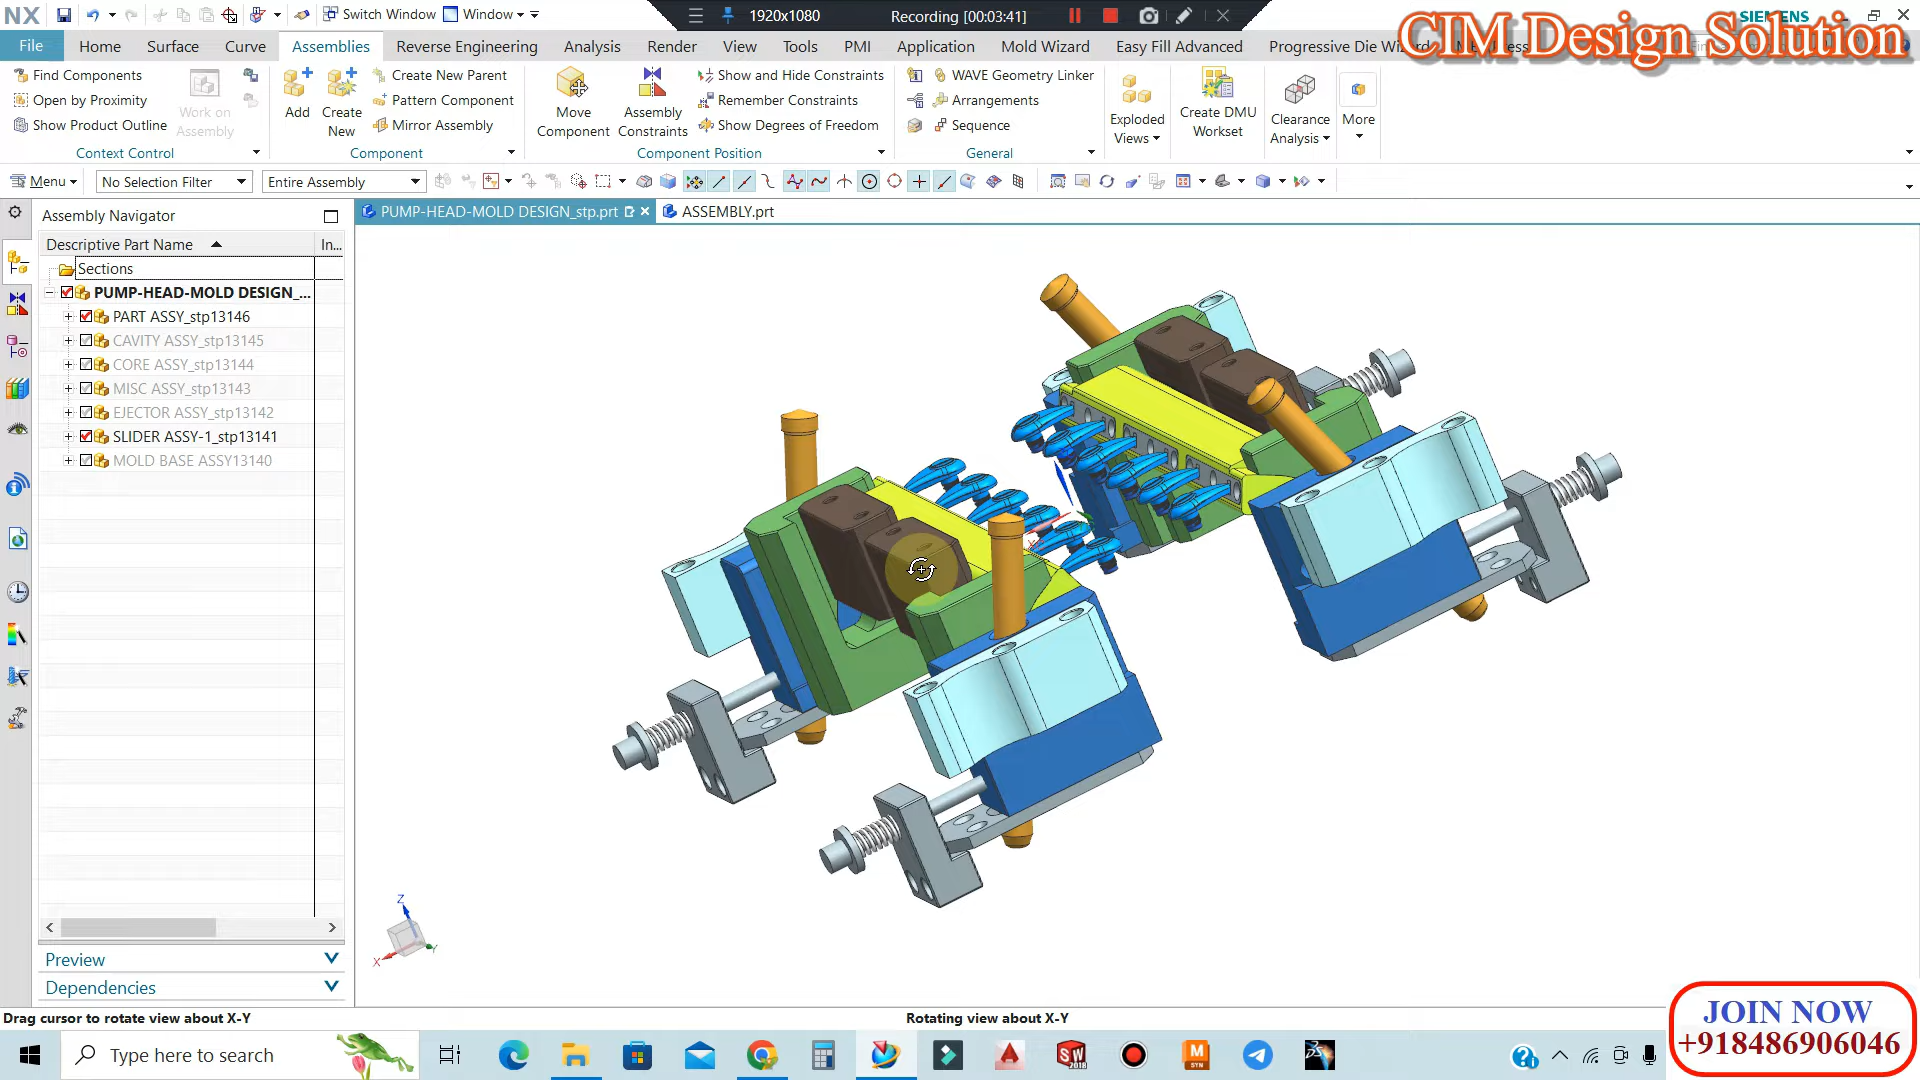 NX
Switch Window
Window
1920x1080
Recording [00:03:41]
SIEMENS
CIM Design Solution
File
Home
Surface
Curve
Assemblies
Reverse Engineering
Analysis
Render
View
Tools
PMI
Application
Mold Wizard
Easy Fill Advanced
Progressive Die
Find Components
Open by Proximity
Show Product Outline
Work on Assembly
Context Control
Add
Create New
Create New Parent
Pattern Component
Mirror Assembly
Component
Move Component
Assembly Constraints
Show and Hide Constraints
Remember Constraints
Show Degrees of Freedom
Component Position
WAVE Geometry Linker
Arrangements
Sequence
General
Exploded Views
Create DMU Workset
Clearance Analysis
More
Menu
No Selection Filter
Entire Assembly
Assembly Navigator
PUMP-HEAD-MOLD DESIGN_stp.prt
ASSEMBLY.prt
Descriptive Part Name
In...
Sections
PUMP-HEAD-MOLD DESIGN_...
PART ASSY_stp13146
CAVITY ASSY_stp13145
CORE ASSY_stp13144
MISC ASSY_stp13143
EJECTOR ASSY_stp13142
SLIDER ASSY-1_stp13141
MOLD BASE ASSY13140
Z
Y
X
Preview
Dependencies
Drag cursor to rotate view about X-Y
Rotating view about X-Y
JOIN NOW
+918486906046
Type here to search
SW
2018
M
SYN